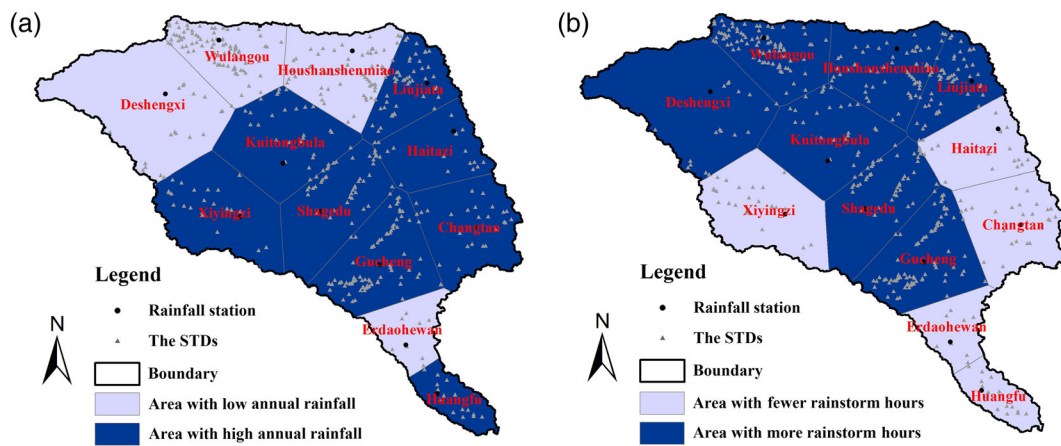 (a)
Wulangou
Houshanshenmiao
Liujiata
Deshengxi
Kuitongbula
Haitazi
Xiyingzi
Shagedu
Changtan
Gucheng
Legend
Rainfall station
The STDs
Boundary
Area with low annual rainfall
Area with high annual rainfall
N
Erdaohewan
Huangfu
(b)
Wulangou
Houshanshenmiao
Liujiata
Deshengxi
Kuitongbula
Haitazi
Xiyingzi
Shagedu
Changtan
Gucheng
Legend
Rainfall station
The STDs
Boundary
Area with fewer rainstorm hours
Area with more rainstorm hours
N
Erdaohewan
Huangfu